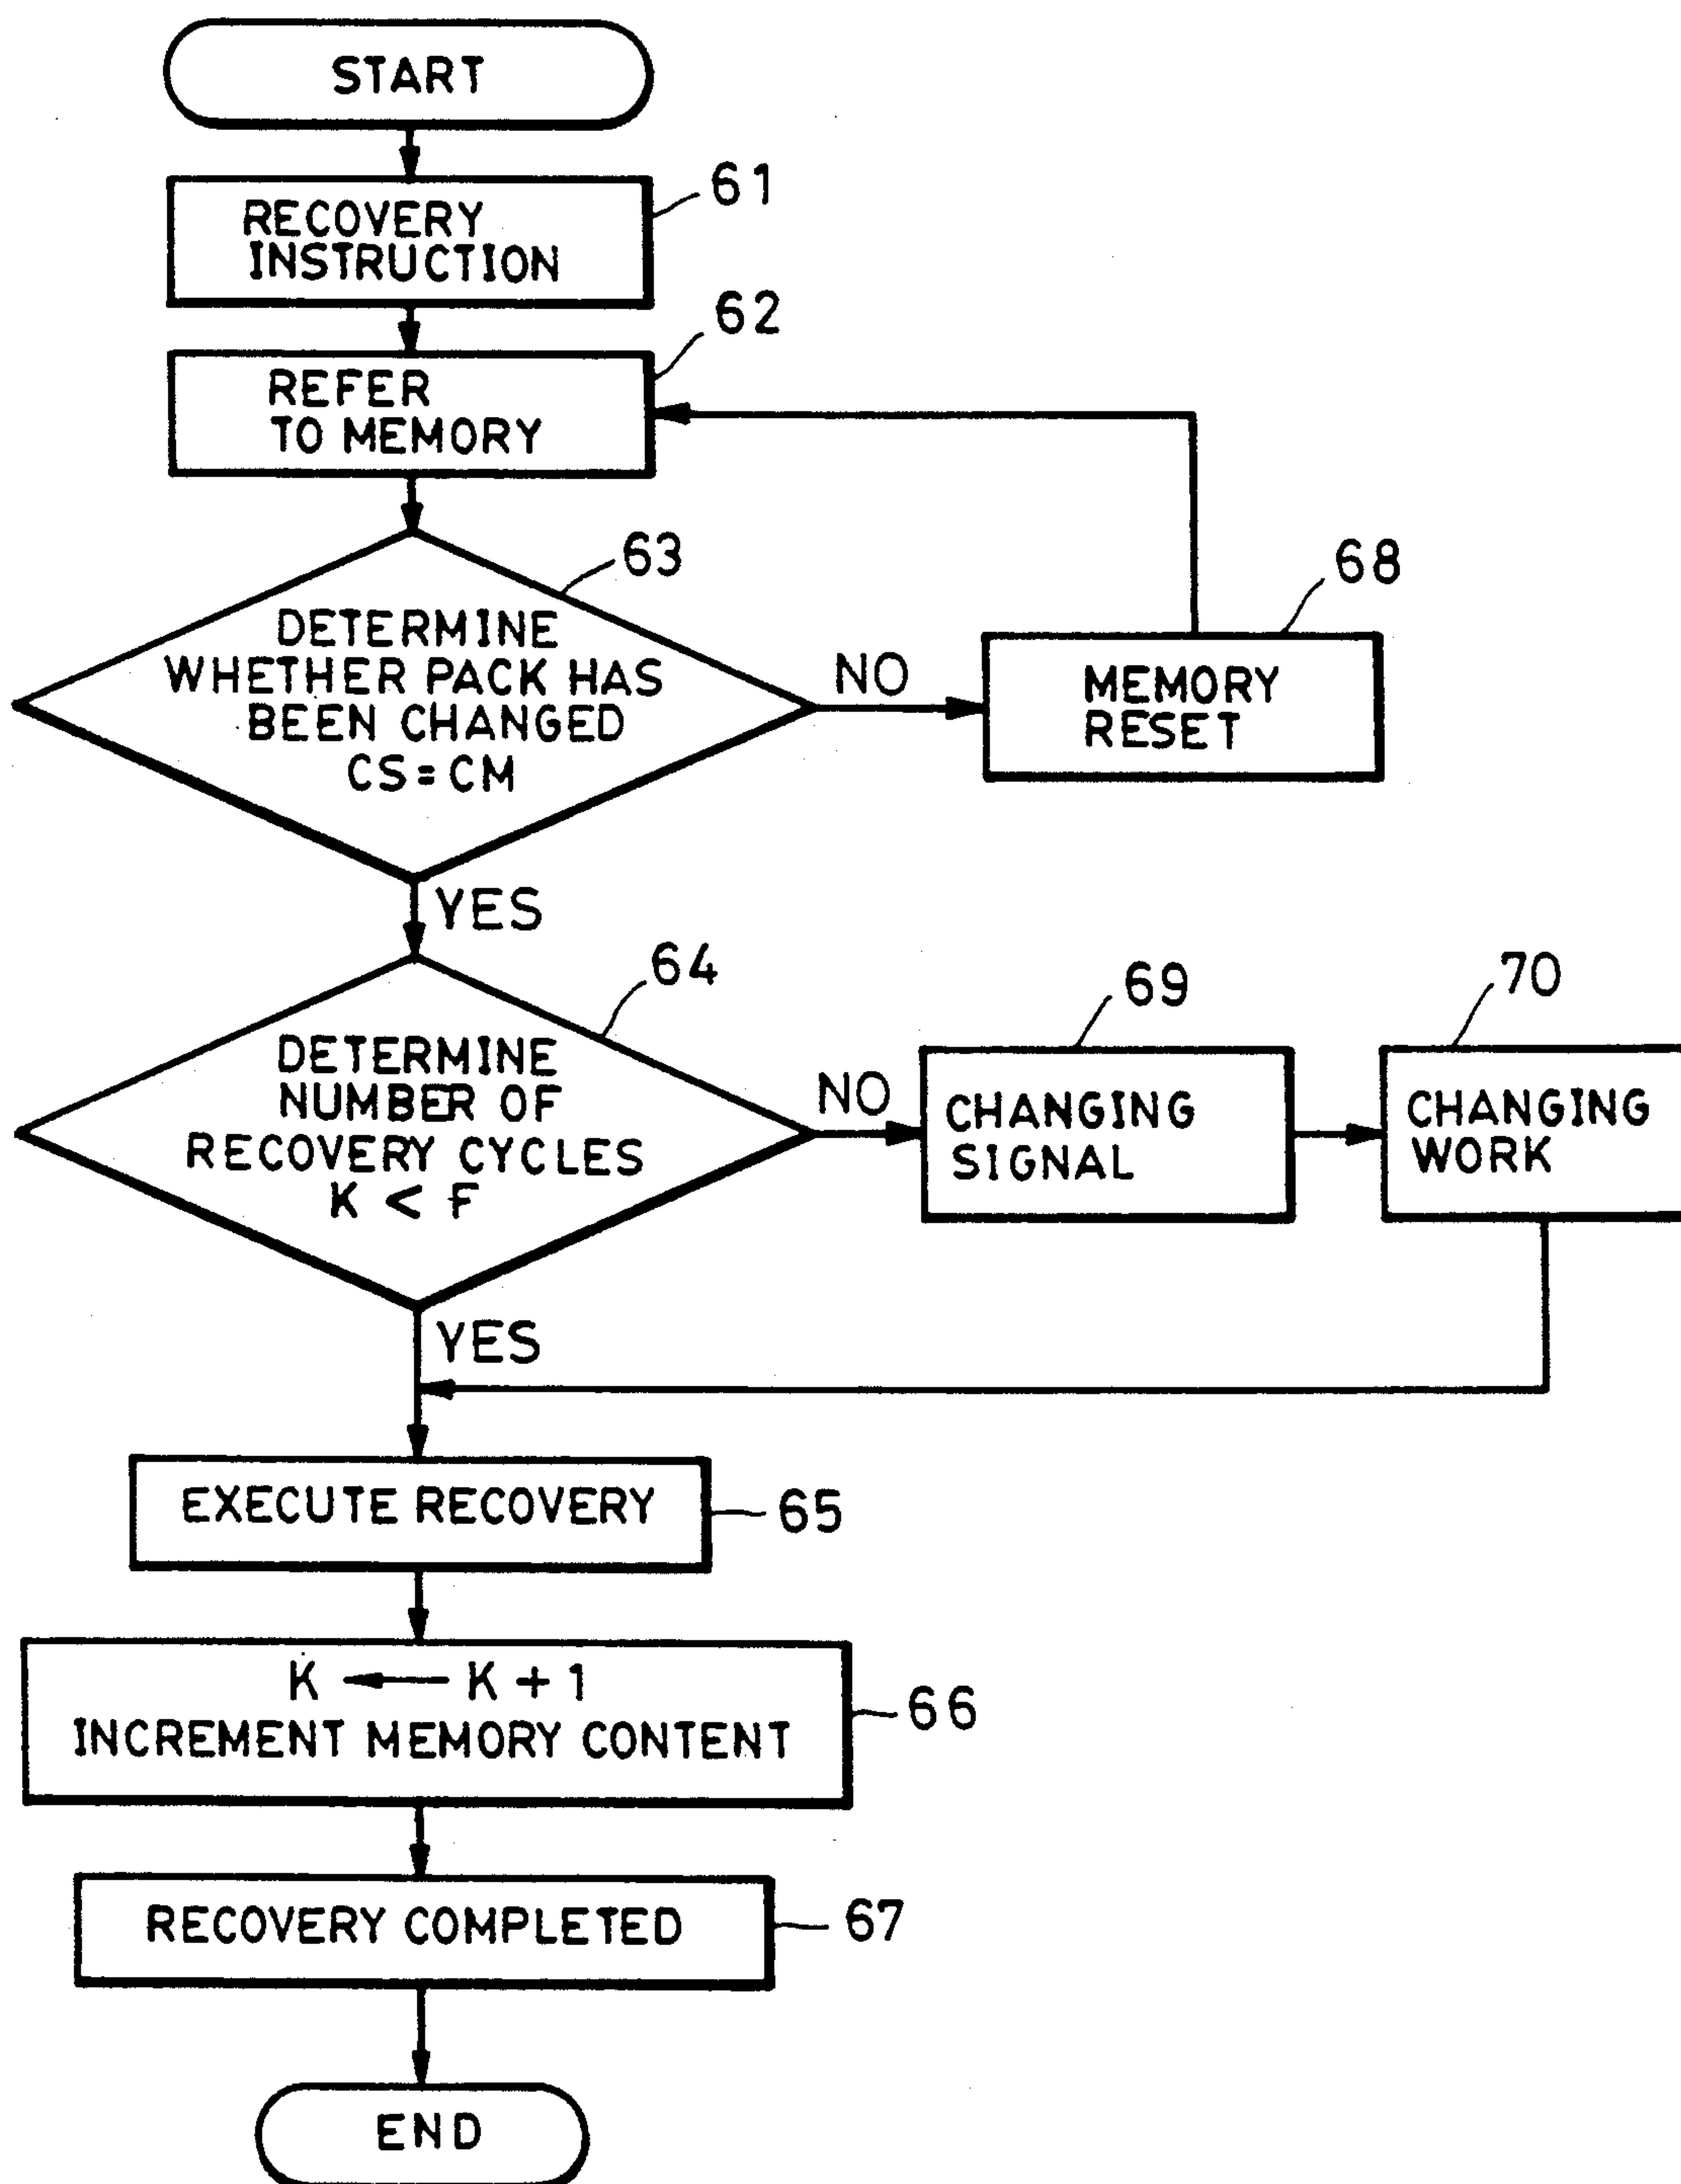 START
61
RECOVERY
INSTRUCTION
62
REFER
TO MEMORY
63
DETERMINE
WHETHER PACK HAS
BEEN CHANGED
CS = CM
NO
68
MEMORY
RESET
YES
64
DETERMINE
NUMBER OF
RECOVERY CYCLES
K < F
NO
69
CHANGING
SIGNAL
70
CHANGING
WORK
YES
EXECUTE RECOVERY
65
K ← K + 1
INCREMENT MEMORY CONTENT
66
RECOVERY COMPLETED
67
END